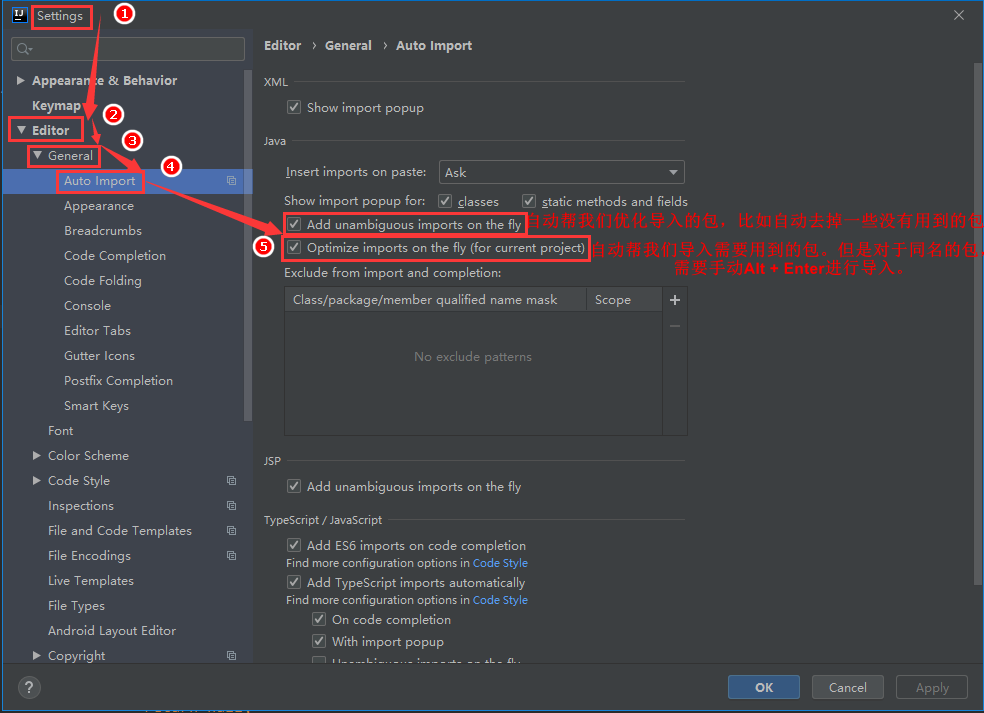 Settings
1
Editor › General › Auto Import
Appearance & Behavior
Keymap
2
Editor
3
General
4
Auto Import
Appearance
Breadcrumbs
Code Completion
Code Folding
Console
Editor Tabs
Gutter Icons
Postfix Completion
Smart Keys
Font
Color Scheme
Code Style
Inspections
File and Code Templates
File Encodings
Live Templates
File Types
Android Layout Editor
Copyright
XML
Show import popup
Java
Insert imports on paste: Ask
Show import popup for: classes static methods and fields
Add unambiguous imports on the fly 自动帮我们优化导入的包，比如自动去掉一些没有用到的包
5
Optimize imports on the fly (for current project) 自动帮我们导入需要用到的包。但是对于同名的包，
需要手动Alt + Enter进行导入。
Exclude from import and completion:
Class/package/member qualified name mask Scope
No exclude patterns
JSP
Add unambiguous imports on the fly
TypeScript / JavaScript
Add ES6 imports on code completion
Find more configuration options in Code Style
Add TypeScript imports automatically
Find more configuration options in Code Style
On code completion
With import popup
Unambiguous imports on the fly
? OK Cancel Apply